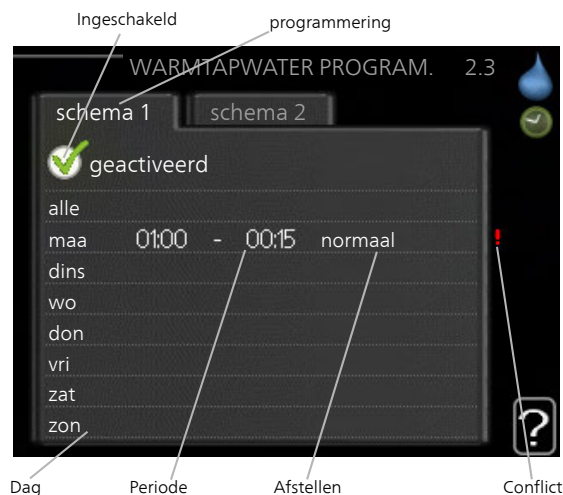 Ingeschakeld
programmering
WARMTAPWATER PROGRAM. 2.3
schema 1 schema 2
geactiveerd
alle
maa 01:00 - 00:15 normaal !
dins
wo
don
vri
zat
zon
?
Dag Periode Afstellen Conflict